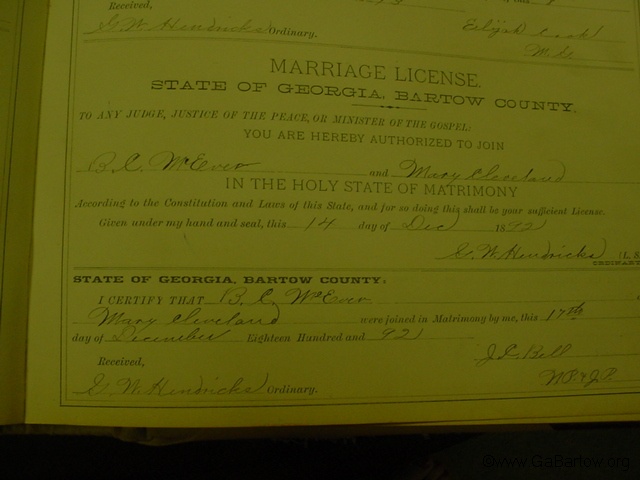 Received,
G. W. Hendricks Ordinary.
Elijah
MARRIAGE LICENSE.
STATE OF GEORGIA, BARTOW COUNTY,
TO ANY JUDGE, JUSTICE OF THE PEACE, OR MINISTER OF THE GOSPEL:
YOU ARE HEREBY AUTHORIZED TO JOIN
B. C. McEver and Mary Cleveland
IN THE HOLY STATE OF MATRIMONY
According to the Constitution and Laws of this State, and for so doing this shall be your sufficient License.
Given under my hand and seal, this 14 day of Dec 1892
G. W. Hendricks [L.S
ORDINARY
STATE OF GEORGIA, BARTOW COUNTY,
I CERTIFY THAT B. C. McEver
Mary Cleveland were joined in Matrimony by me, this 17th
day of December Eighteen Hundred and 92
J. L. Bell
Received,
G. W. Hendricks Ordinary.
©www.GaBartow.org